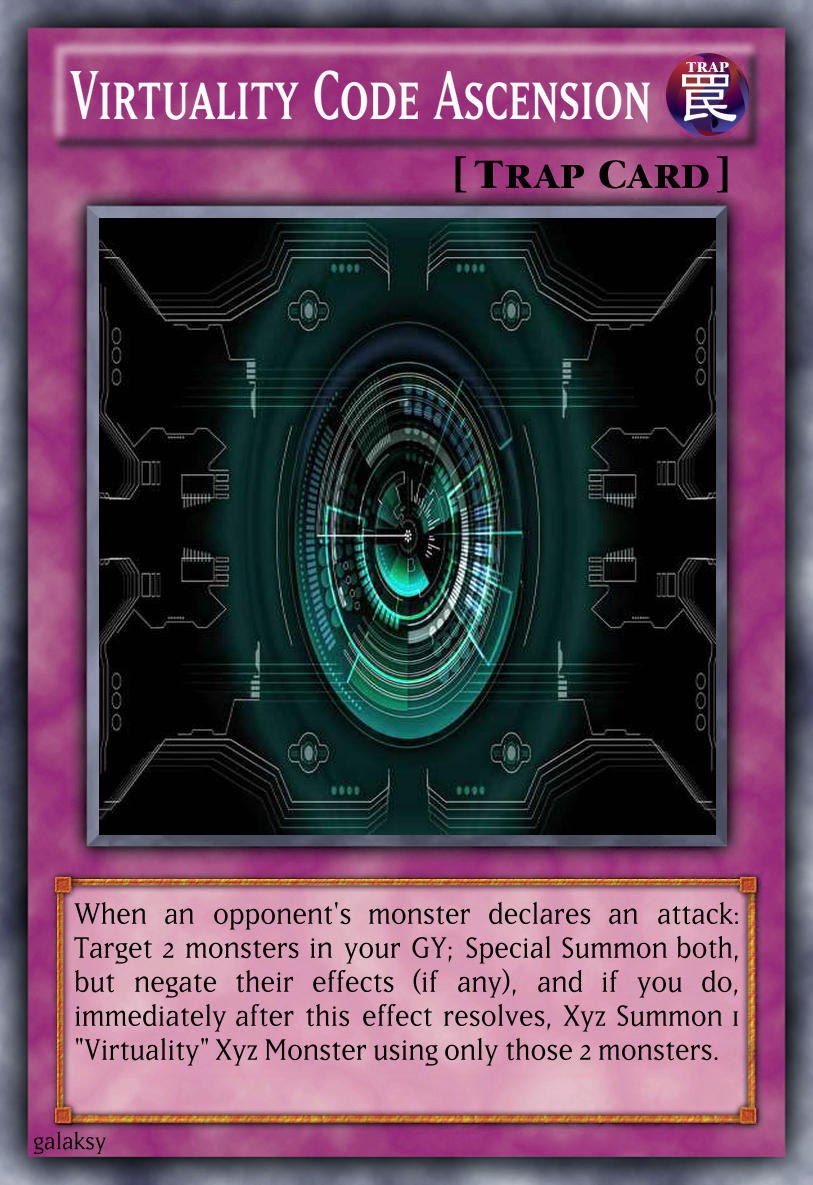 Virtuality Code Ascension
TRAP
罠
[Trap Card]
When an opponent's monster declares an attack:
Target 2 monsters in your GY; Special Summon both,
but negate their effects (if any), and if you do,
immediately after this effect resolves, Xyz Summon 1
"Virtuality" Xyz Monster using only those 2 monsters.
galaksy